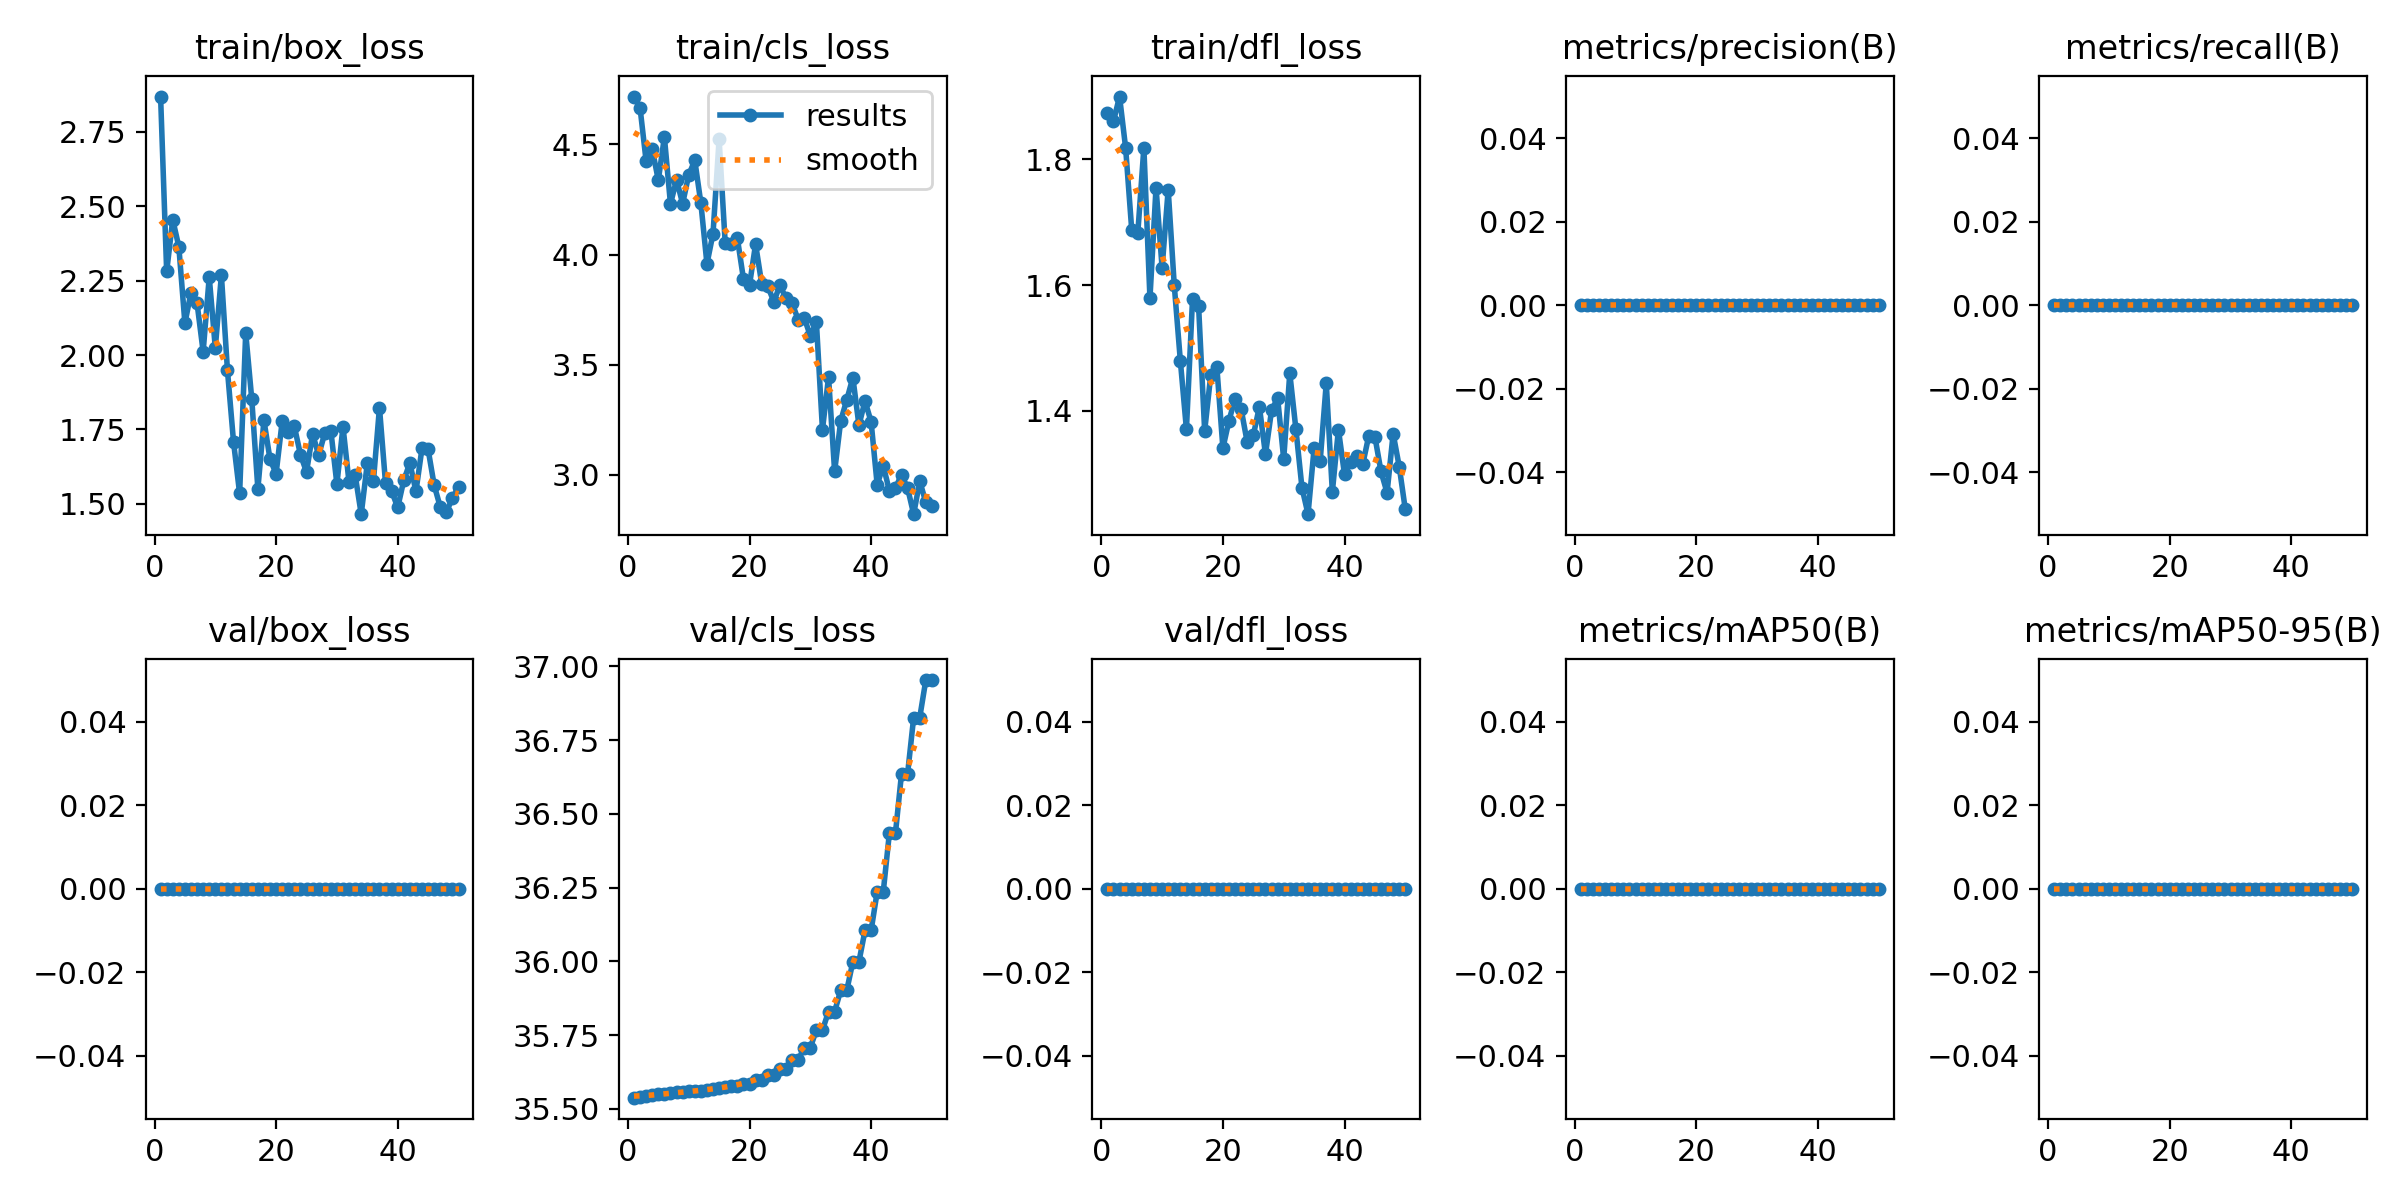 train/box_loss
2.75
2.50
2.25
2.00
1.75
1.50
0 20 40
train/cls_loss
results
smooth
4.5
4.0
3.5
3.0
0 20 40
train/dfl_loss
1.8
1.6
1.4
0 20 40
metrics/precision(B)
0.04
0.02
0.00
−0.02
−0.04
0 20 40
metrics/recall(B)
0.04
0.02
0.00
−0.02
−0.04
0 20 40
val/box_loss
0.04
0.02
0.00
−0.02
−0.04
0 20 40
val/cls_loss
37.00
36.75
36.50
36.25
36.00
35.75
35.50
0 20 40
val/dfl_loss
0.04
0.02
0.00
−0.02
−0.04
0 20 40
metrics/mAP50(B)
0.04
0.02
0.00
−0.02
−0.04
0 20 40
metrics/mAP50-95(B)
0.04
0.02
0.00
−0.02
−0.04
0 20 40